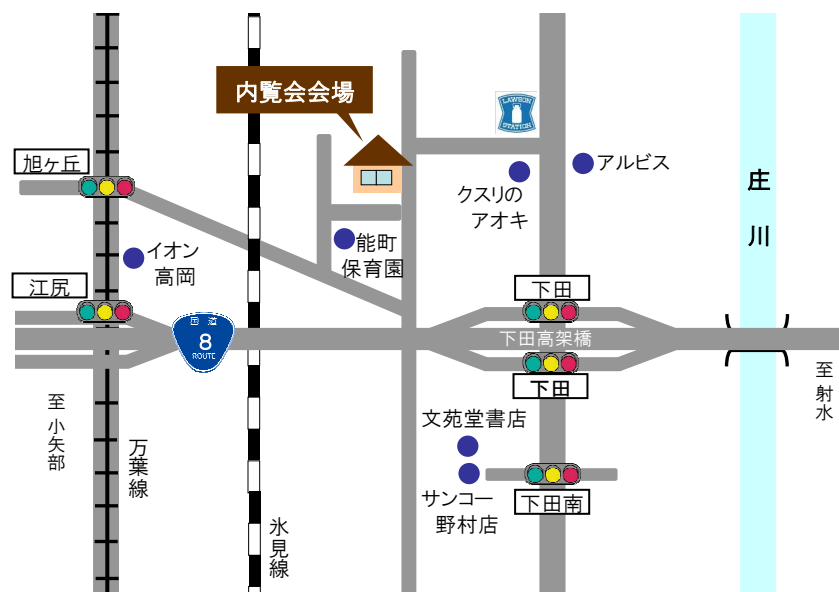 内覧会会場
LAWSON
STATION
旭ヶ丘
アルビス
クスリの
アオキ
庄
川
イオン
高岡
能町
保育園
江尻
下田
国道
8
ROUTE
下田高架橋
下田
至
小矢部
万葉線
至
射水
文苑堂書店
サンコー
野村店
下田南
氷見線